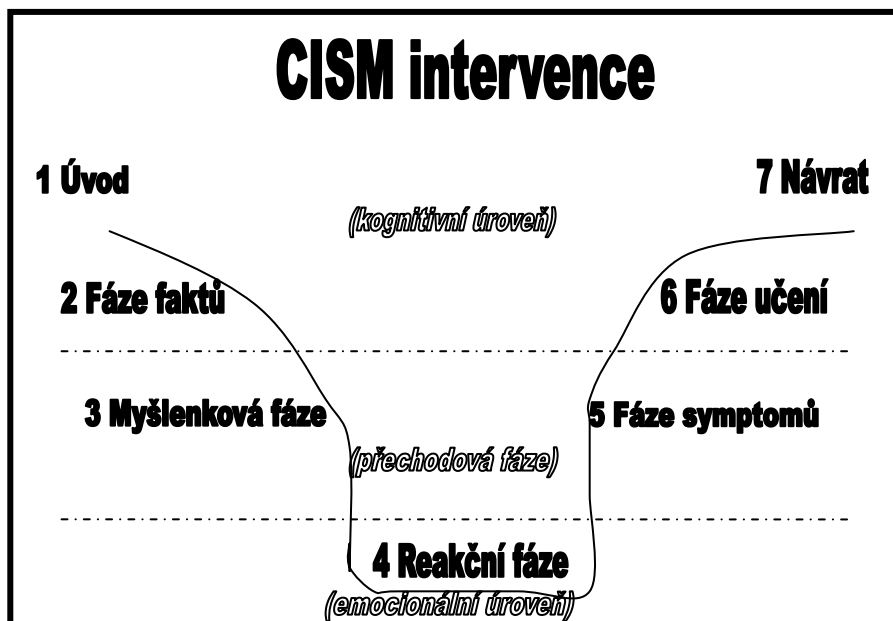 CISM intervence
1 Úvod
7 Návrat
(kognitivní úroveň)
2 Fáze faktů
6 Fáze učení
3 Myšlenková fáze
5 Fáze symptomů
(přechodová fáze)
4 Reakční fáze
(emocionální úroveň)